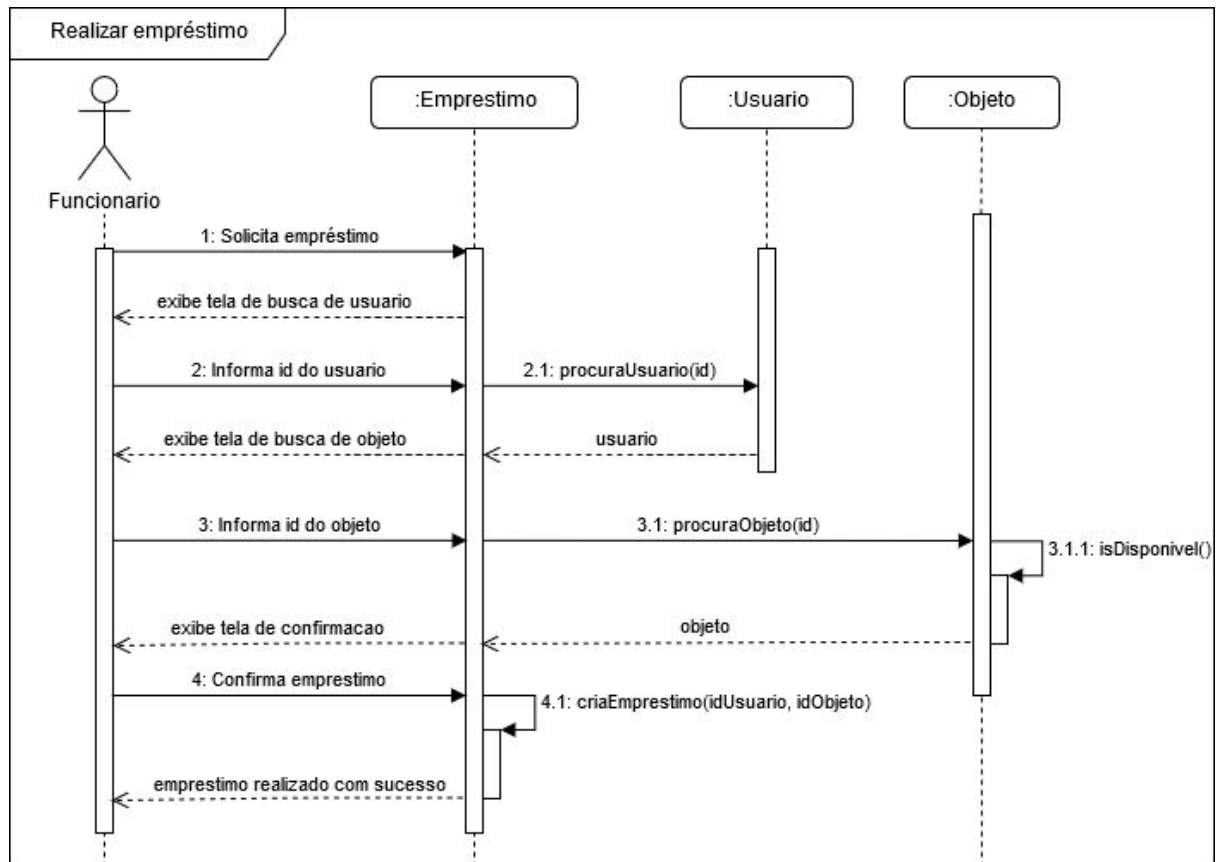 Realizar empréstimo
:Emprestimo
:Usuario
:Objeto
Funcionario
1: Solicita empréstimo
exibe tela de busca de usuario
2: Informa id do usuario
2.1: procuraUsuario(id)
exibe tela de busca de objeto
usuario
3: Informa id do objeto
3.1: procuraObjeto(id)
3.1.1: isDisponivel()
exibe tela de confirmacao
objeto
4: Confirma emprestimo
4.1: criaEmprestimo(idUsuario, idObjeto)
emprestimo realizado com sucesso